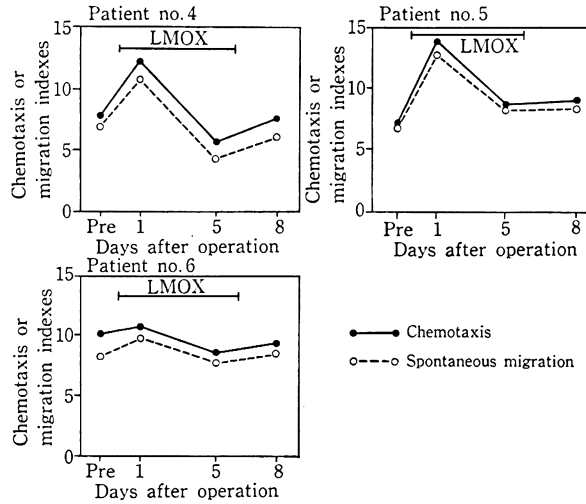 Patient no.4
LMOX
Chemotaxis or
migration indexes
15
10
5
0
Pre 1 5 8
Days after operation
Patient no.5
LMOX
Chemotaxis or
migration indexes
15
10
5
0
Pre 1 5 8
Days after operation
Patient no.6
LMOX
Chemotaxis or
migration indexes
15
10
5
0
Pre 1 5 8
Days after operation
Chemotaxis
Spontaneous migration